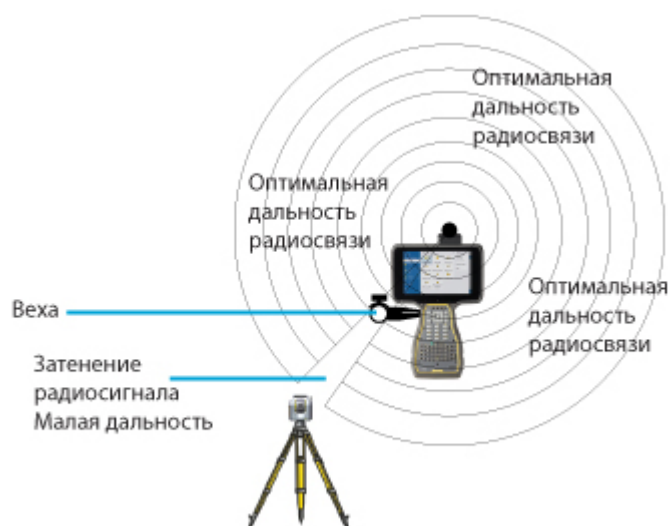 Оптимальная
дальность
радиосвязи
Оптимальная
дальность
радиосвязи
Оптимальная
дальность
радиосвязи
Веха
Затенение
радиосигнала
Малая дальность